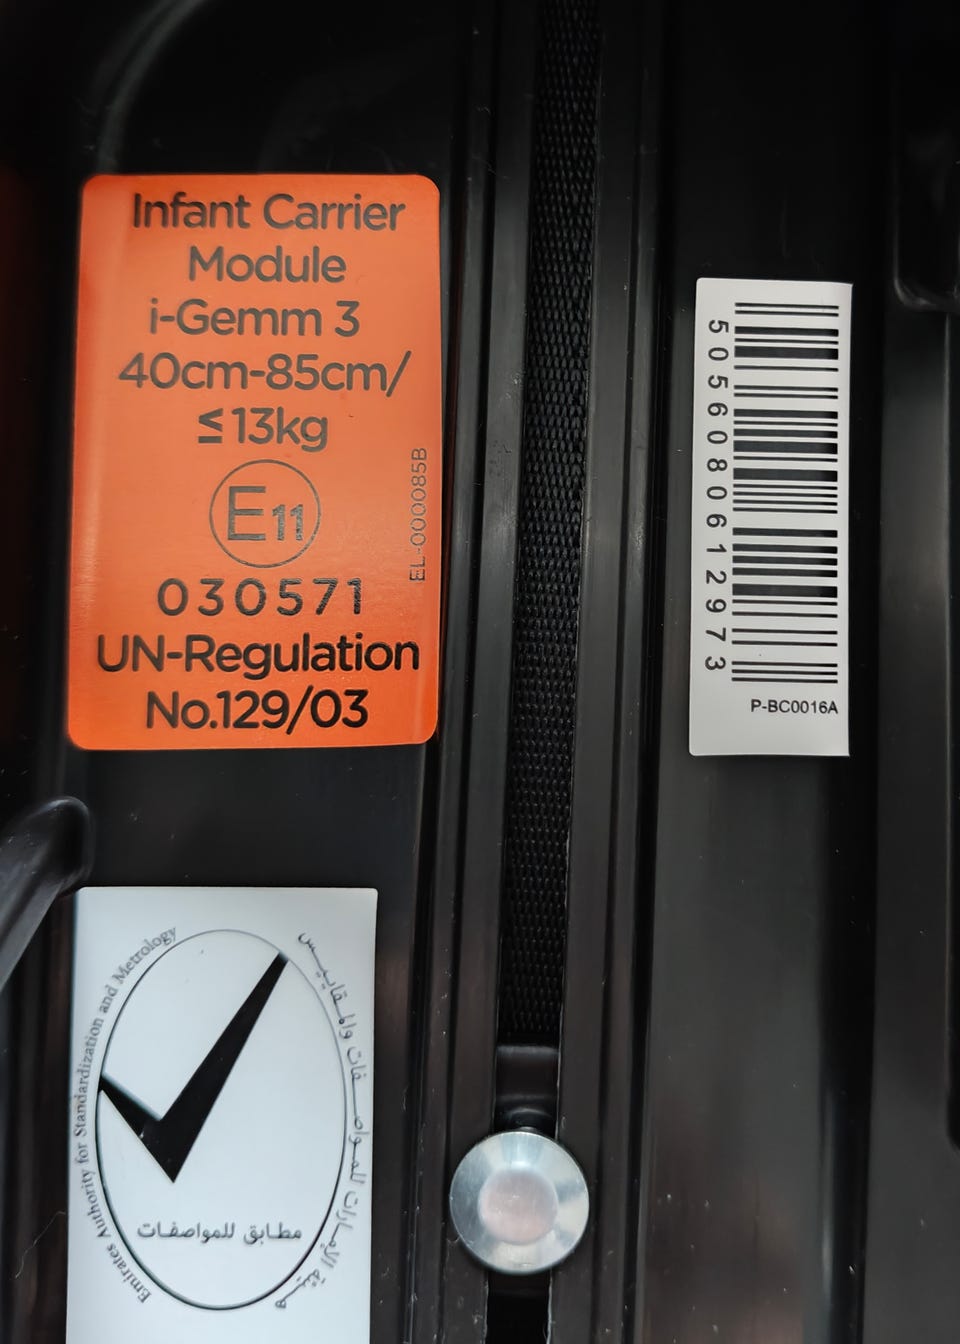 Infant Carrier
Module
i-Gemm 3
40cm-85cm/
≤13kg
E11
030571
UN-Regulation
No.129/03
EL-000085B
5056080612973
P-BC0016A
Emirates Authority for Standardization and Metrology
هيئة الإمارات للمواصفات والمقاييس
مطابق للمواصفات